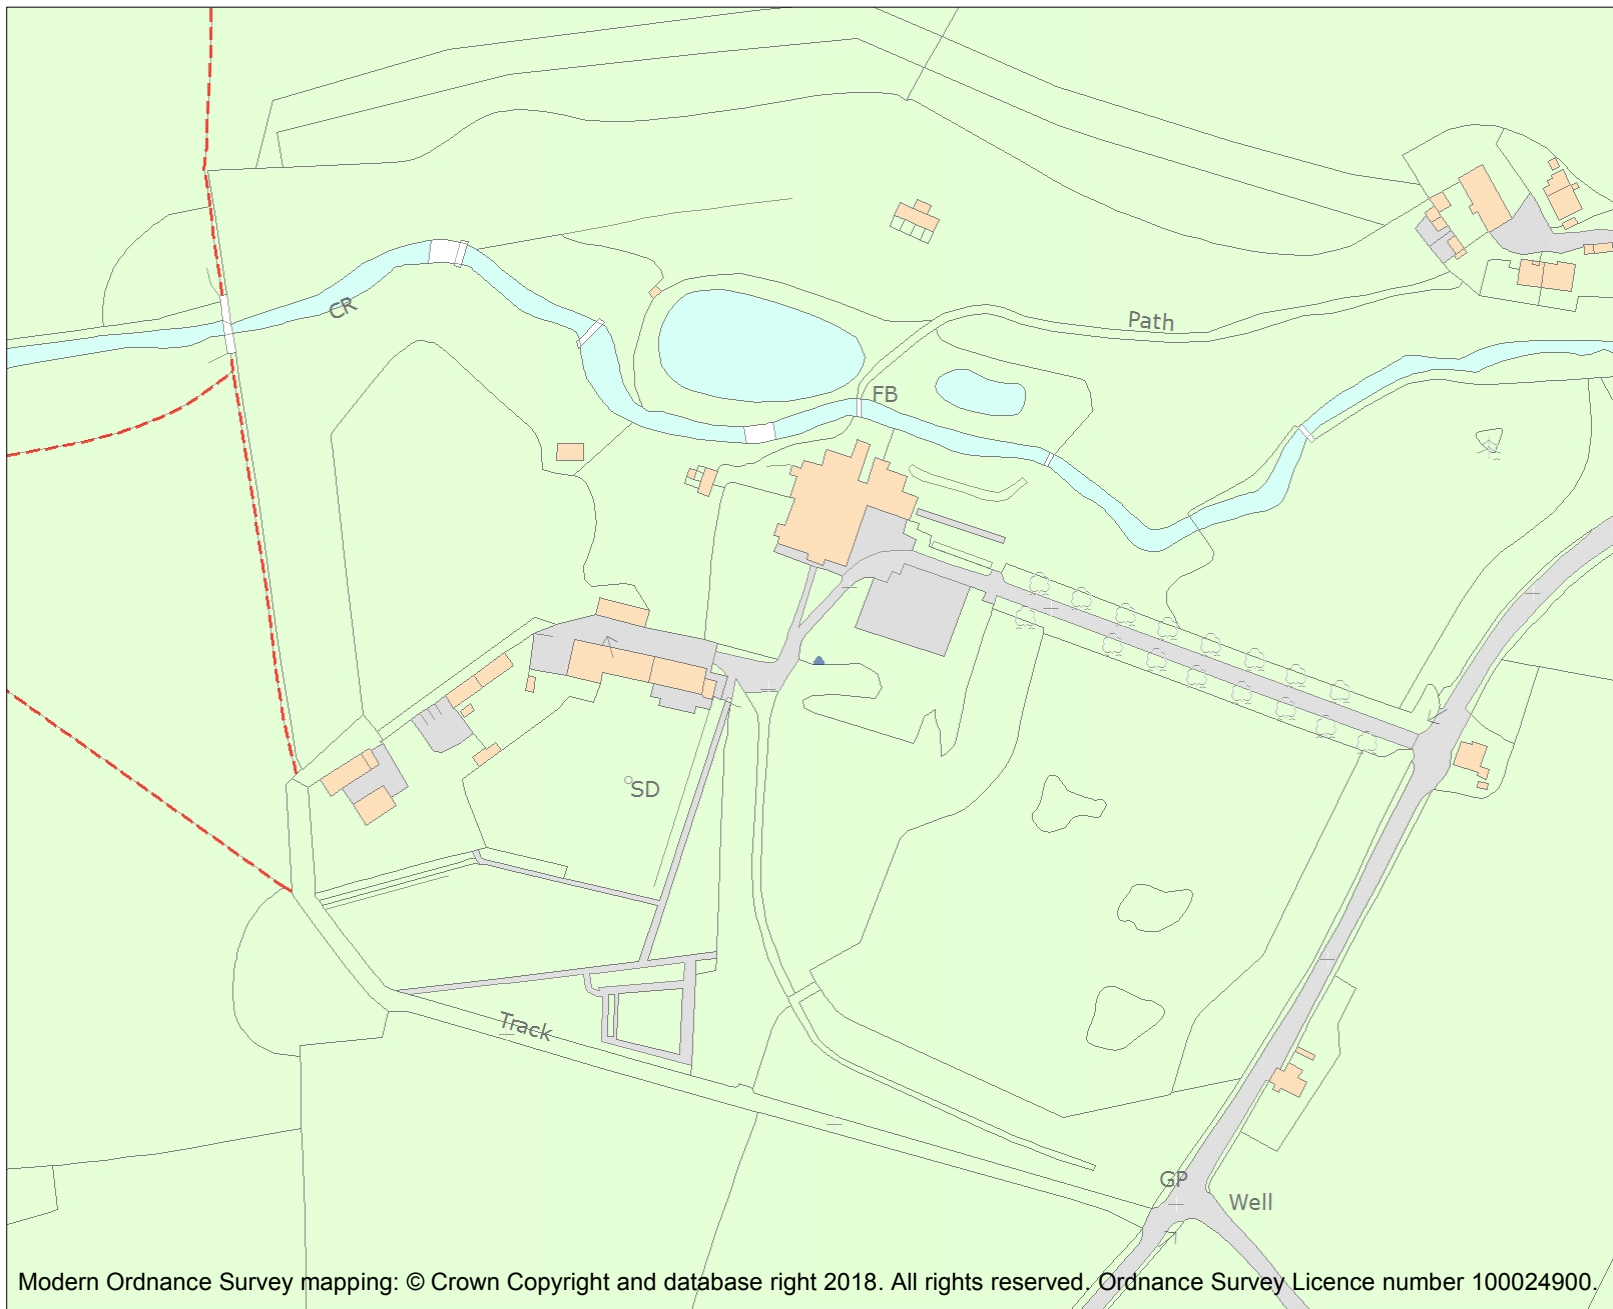 CR
Path
FB
SD
Track
GP
Well
Modern Ordnance Survey mapping: © Crown Copyright and database right 2018. All rights reserved. Ordnance Survey Licence number 100024900.